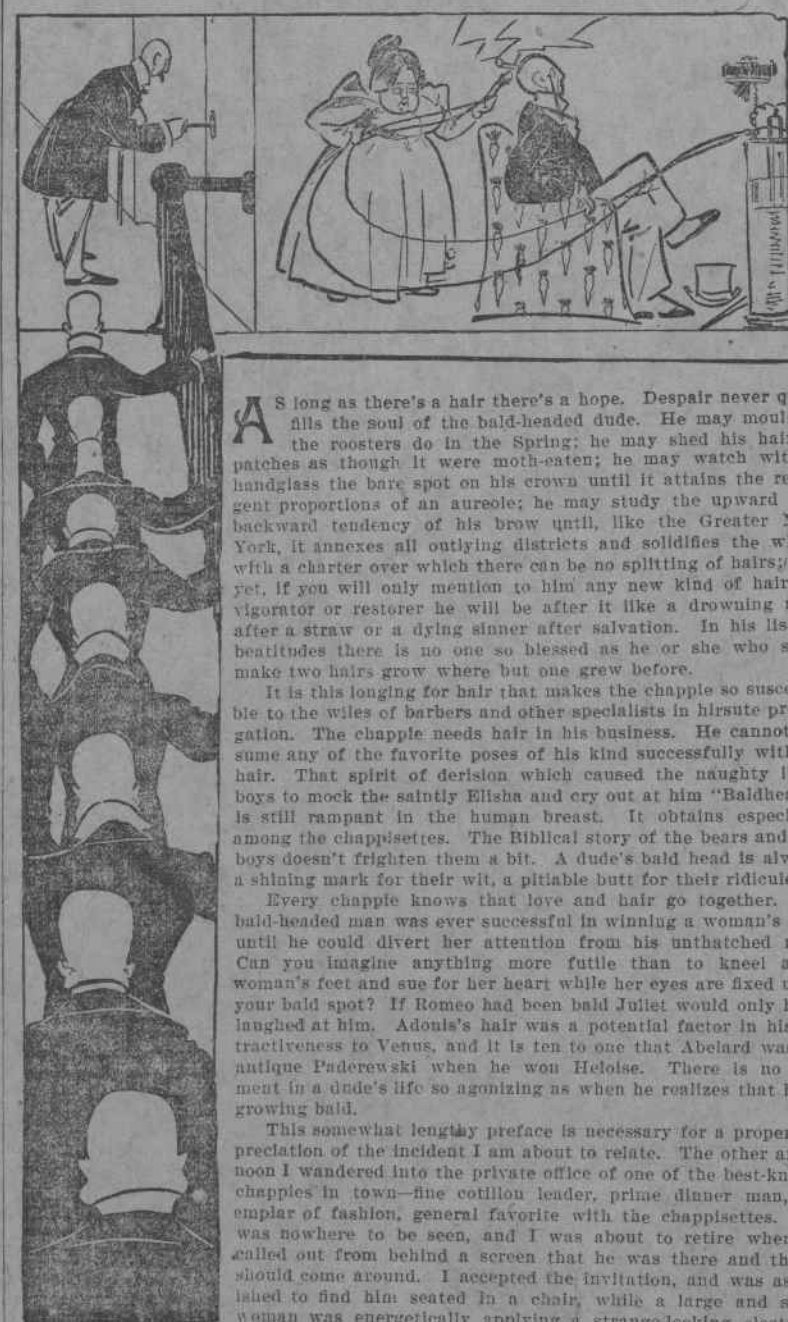 AS long as there's a hair there's a hope. Despair never q
fills the soul of the bald-headed dude. He may moul
the roosters do in the Spring; he may shed his hair
patches as though it were moth-eaten; he may watch wit
handglass the bare spot on his crown until it attains the re
gent proportions of an aureole; he may study the upward
backward tendency of his brow until, like the Greater N
York, it annexes all outlying districts and solidifies the w
with a charter over which there can be no splitting of hairs;
yet, if you will only mention to him any new kind of hair
vigorator or restorer he will be after it like a drowning m
after a straw or a dying sinner after salvation. In his lis
beatitudes there is no one so blessed as he or she who s
make two hairs grow where but one grew before.
It is this longing for hair that makes the chappie so susce
ble to the wiles of barbers and other specialists in hirsute pr
gation. The chappie needs hair in his business. He cannot
sume any of the favorite poses of his kind successfully with
hair. That spirit of derision which caused the naughty l
boys to mock the saintly Elisha and cry out at him "Baldhea
is still rampant in the human breast. It obtains especi
among the chappisettes. The Biblical story of the bears and
boys doesn't frighten them a bit. A dude's bald head is alw
a shining mark for their wit, a pitiable butt for their ridicule
Every chappie knows that love and hair go together.
bald-headed man was ever successful in winning a woman's
until he could divert her attention from his unthatched r
Can you imagine anything more futile than to kneel a
woman's feet and sue for her heart while her eyes are fixed u
your bald spot? If Romeo had been bald Juliet would only h
laughed at him. Adonis's hair was a potential factor in his
tractiveness to Venus, and it is ten to one that Abelard was
antique Paderewski when he won Heloise. There is no
ment in a dude's life so agonizing as when he realizes that h
growing bald.
This somewhat lengthy preface is necessary for a proper
preciation of the incident I am about to relate. The other af
noon I wandered into the private office of one of the best-kn
chappies in town—fine cotillon leader, prime dinner man,
emplar of fashion, general favorite with the chappisettes.
was nowhere to be seen, and I was about to retire when
called out from behind a screen that he was there and th
should come around. I accepted the invitation, and was as
ished to find him seated in a chair, while a large and s
woman was energetically applying a strange-looking elect